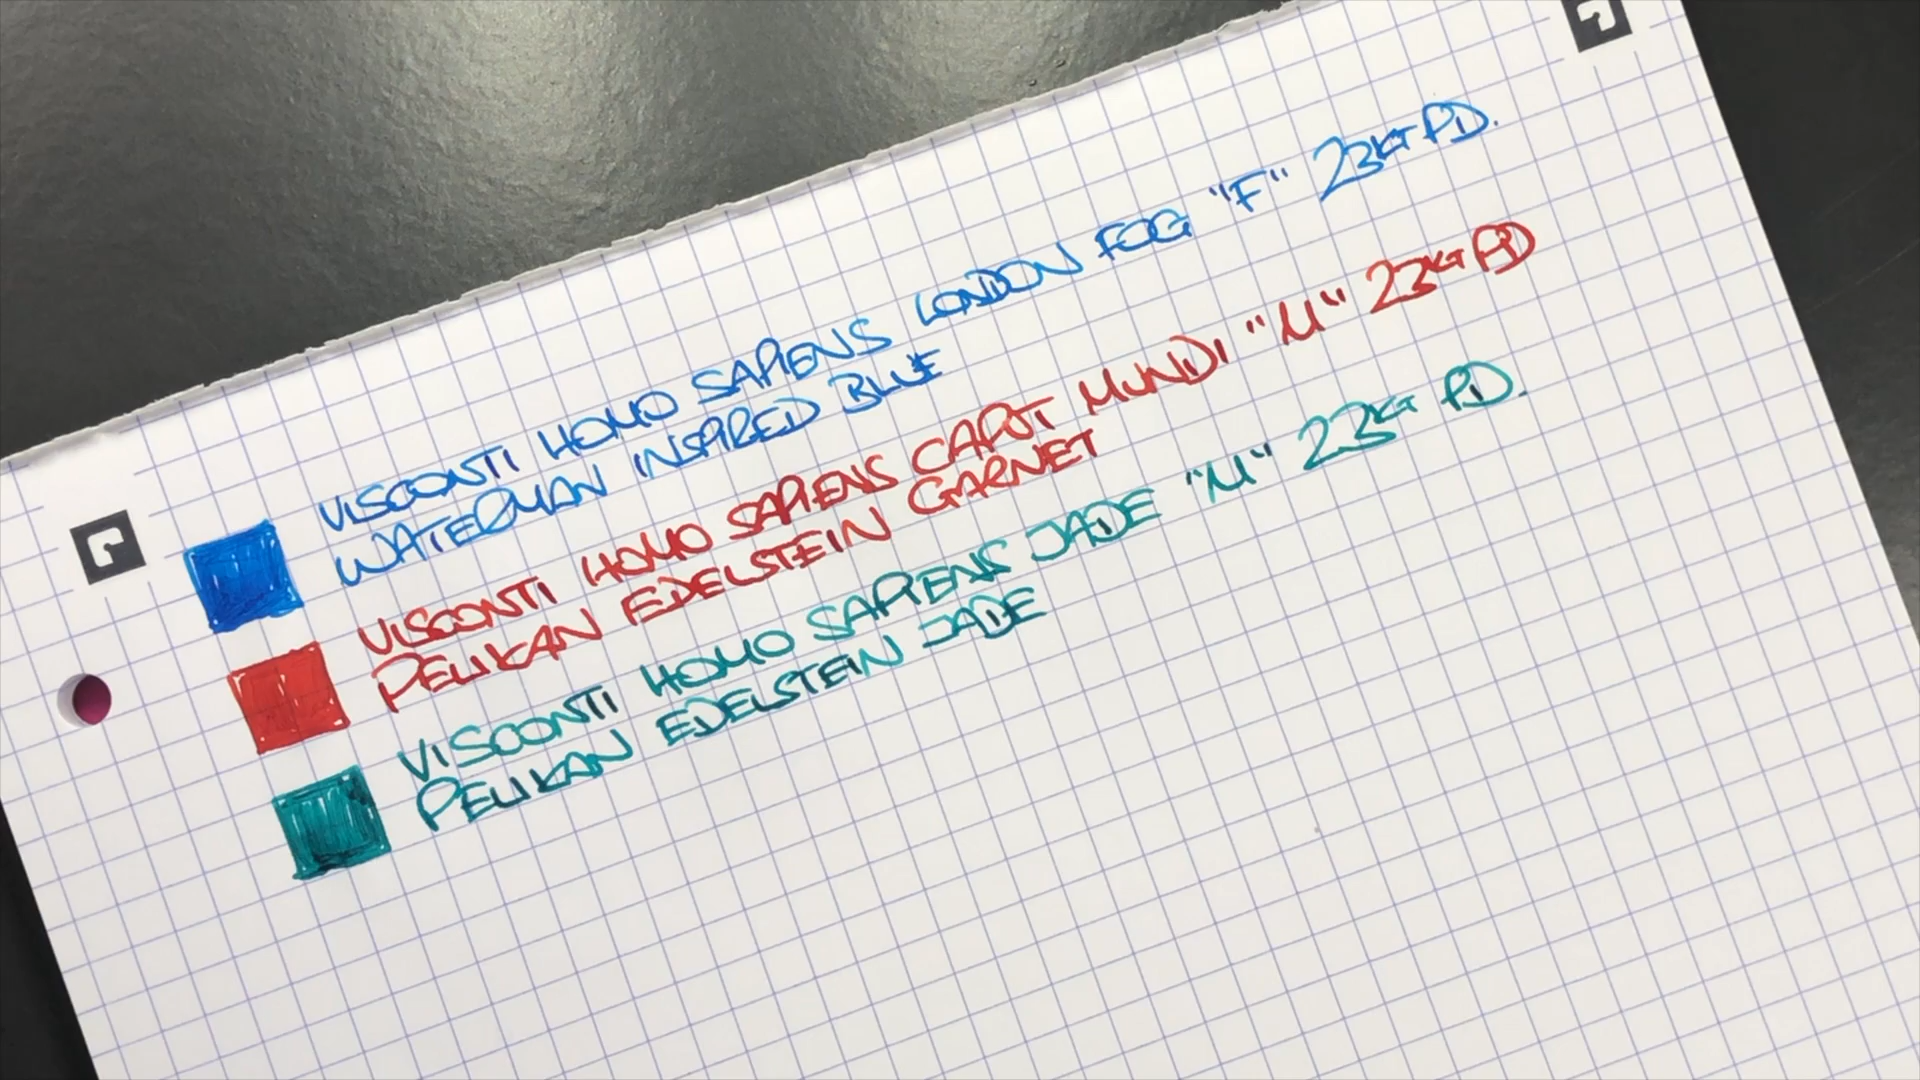 VISCONTI HOMO SAPIENS LONDON FOG "F" 23KT PD.
WATERMAN INSPIRED BLUE
VISCONTI HOMO SAPIENS CAPUT MUNDI "M" 23KT PD
PELIKAN EDELSTEIN GARNET
VISCONTI HOMO SAPIENS JADE "M" 23KT PD.
PELIKAN EDELSTEIN JADE